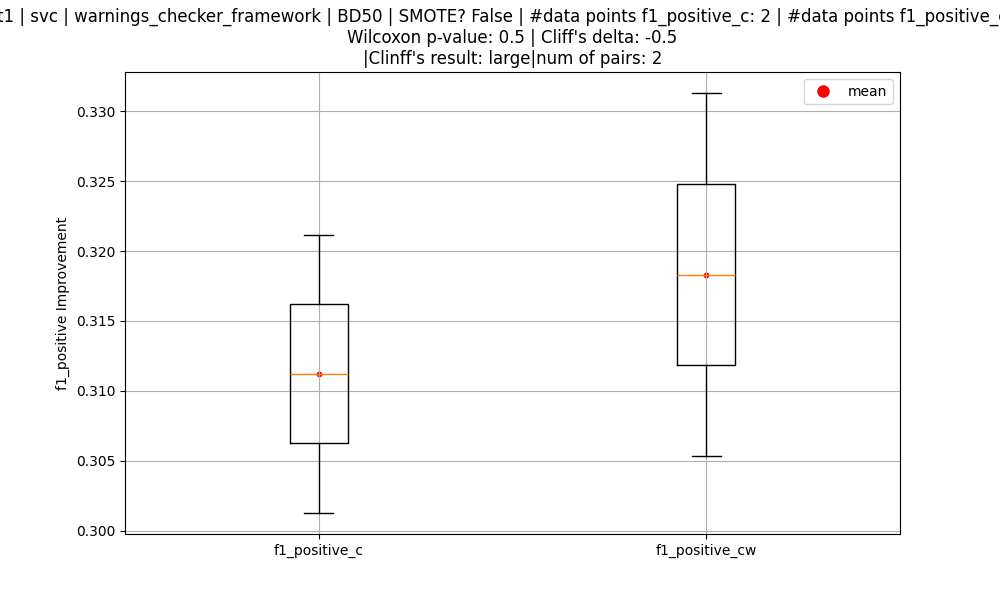 t1 | svc | warnings_checker_framework | BD50 | SMOTE? False | #data points f1_positive_c: 2 | #data points f1_positive_c
Wilcoxon p-value: 0.5 | Cliff's delta: -0.5
|Clinff's result: large|num of pairs: 2
mean
0.330
0.325
0.320
0.315
0.310
0.305
0.300
f1_positive Improvement
f1_positive_c
f1_positive_cw